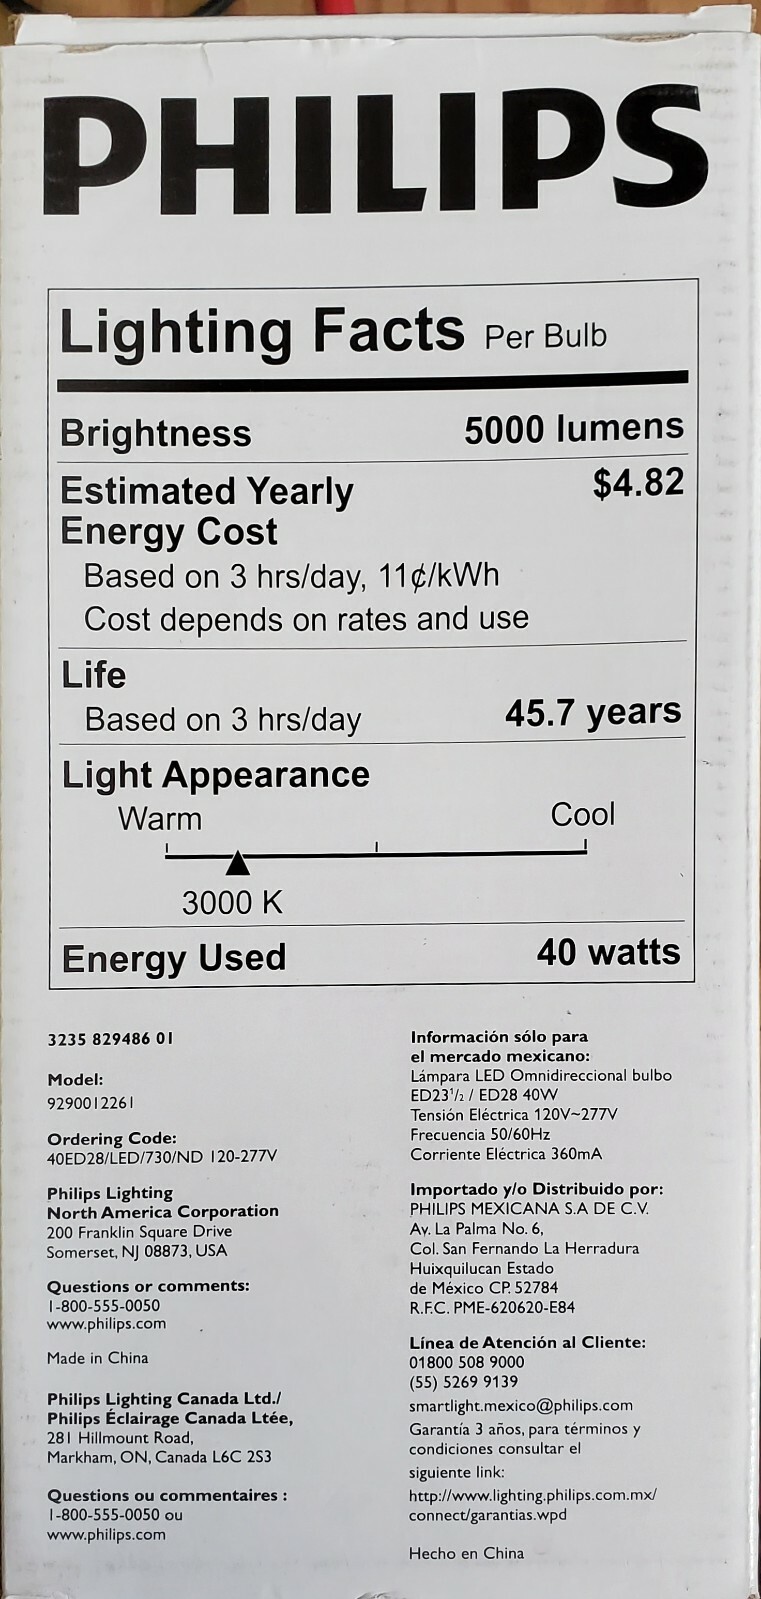 PHILIPS
Lighting Facts Per Bulb
Brightness 5000 lumens
Estimated Yearly $4.82
Energy Cost
Based on 3 hrs/day, 11¢/kWh
Cost depends on rates and use
Life
Based on 3 hrs/day 45.7 years
Light Appearance
Warm Cool
3000 K
Energy Used 40 watts
3235 829486 01
Model:
9290012261
Ordering Code:
40ED28/LED/730/ND 120-277V
Philips Lighting
North America Corporation
200 Franklin Square Drive
Somerset, NJ 08873, USA
Questions or comments:
1-800-555-0050
www.philips.com
Made in China
Philips Lighting Canada Ltd./
Philips Éclairage Canada Ltée,
281 Hillmount Road,
Markham, ON, Canada L6C 2S3
Questions ou commentaires :
1-800-555-0050 ou
www.philips.com
Información sólo para
el mercado mexicano:
Lámpara LED Omnidireccional bulbo
ED23½ / ED28 40W
Tensión Eléctrica 120V~277V
Frecuencia 50/60Hz
Corriente Eléctrica 360mA
Importado y/o Distribuido por:
PHILIPS MEXICANA S.A DE C.V.
Av. La Palma No. 6,
Col. San Fernando La Herradura
Huixquilucan Estado
de México CP. 52784
R.F.C. PME-620620-E84
Línea de Atención al Cliente:
01800 508 9000
(55) 5269 9139
smartlight.mexico@philips.com
Garantía 3 años, para términos y
condiciones consultar el
siguiente link:
http://www.lighting.philips.com.mx/
connect/garantias.wpd
Hecho en China